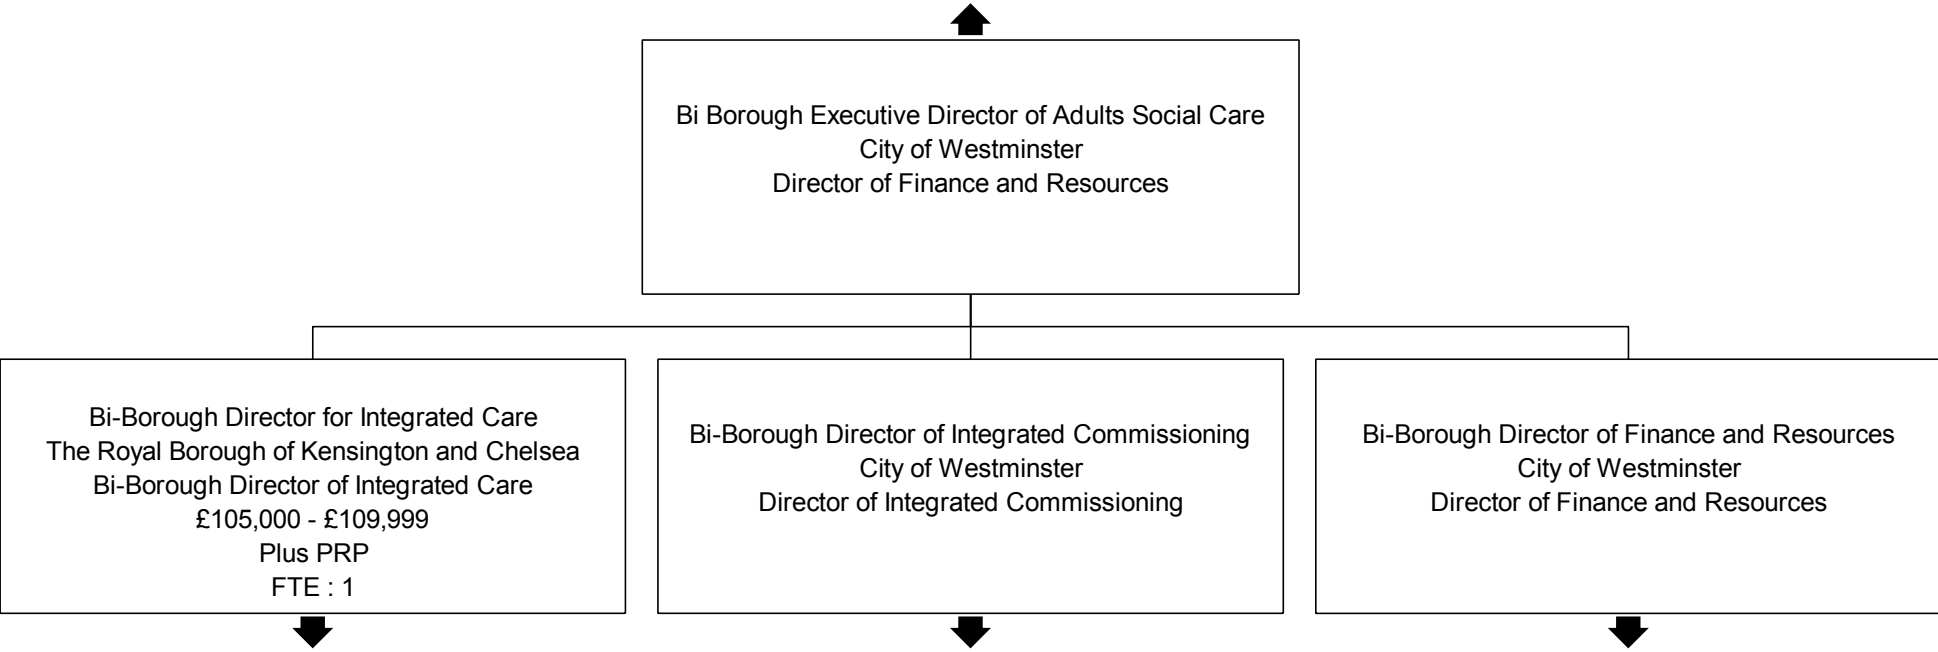 Bi Borough Executive Director of Adults Social Care
City of Westminster
Director of Finance and Resources
Bi-Borough Director for Integrated Care
The Royal Borough of Kensington and Chelsea
Bi-Borough Director of Integrated Care
£105,000 - £109,999
Plus PRP
FTE : 1
Bi-Borough Director of Integrated Commissioning
City of Westminster
Director of Integrated Commissioning
Bi-Borough Director of Finance and Resources
City of Westminster
Director of Finance and Resources